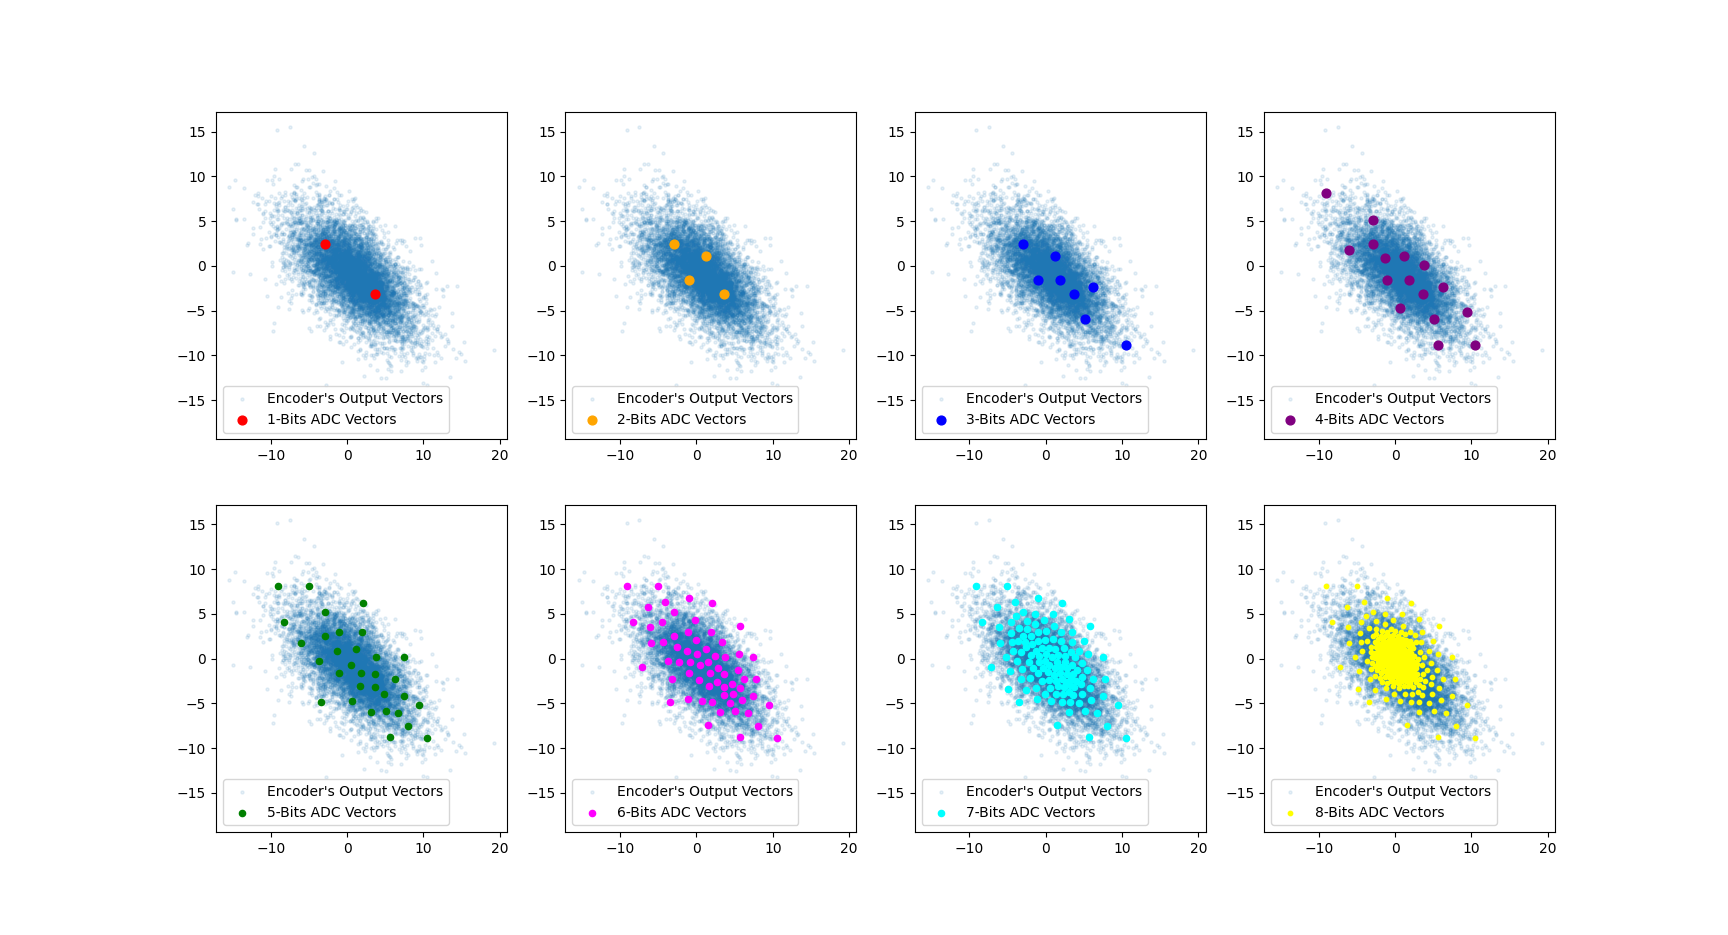 15
10
5
0
−5
−10
−15
Encoder's Output Vectors
1-Bits ADC Vectors
−10 0 10 20
15
10
5
0
−5
−10
−15
Encoder's Output Vectors
2-Bits ADC Vectors
−10 0 10 20
15
10
5
0
−5
−10
−15
Encoder's Output Vectors
3-Bits ADC Vectors
−10 0 10 20
15
10
5
0
−5
−10
−15
Encoder's Output Vectors
4-Bits ADC Vectors
−10 0 10 20
15
10
5
0
−5
−10
−15
Encoder's Output Vectors
5-Bits ADC Vectors
−10 0 10 20
15
10
5
0
−5
−10
−15
Encoder's Output Vectors
6-Bits ADC Vectors
−10 0 10 20
15
10
5
0
−5
−10
−15
Encoder's Output Vectors
7-Bits ADC Vectors
−10 0 10 20
15
10
5
0
−5
−10
−15
Encoder's Output Vectors
8-Bits ADC Vectors
−10 0 10 20